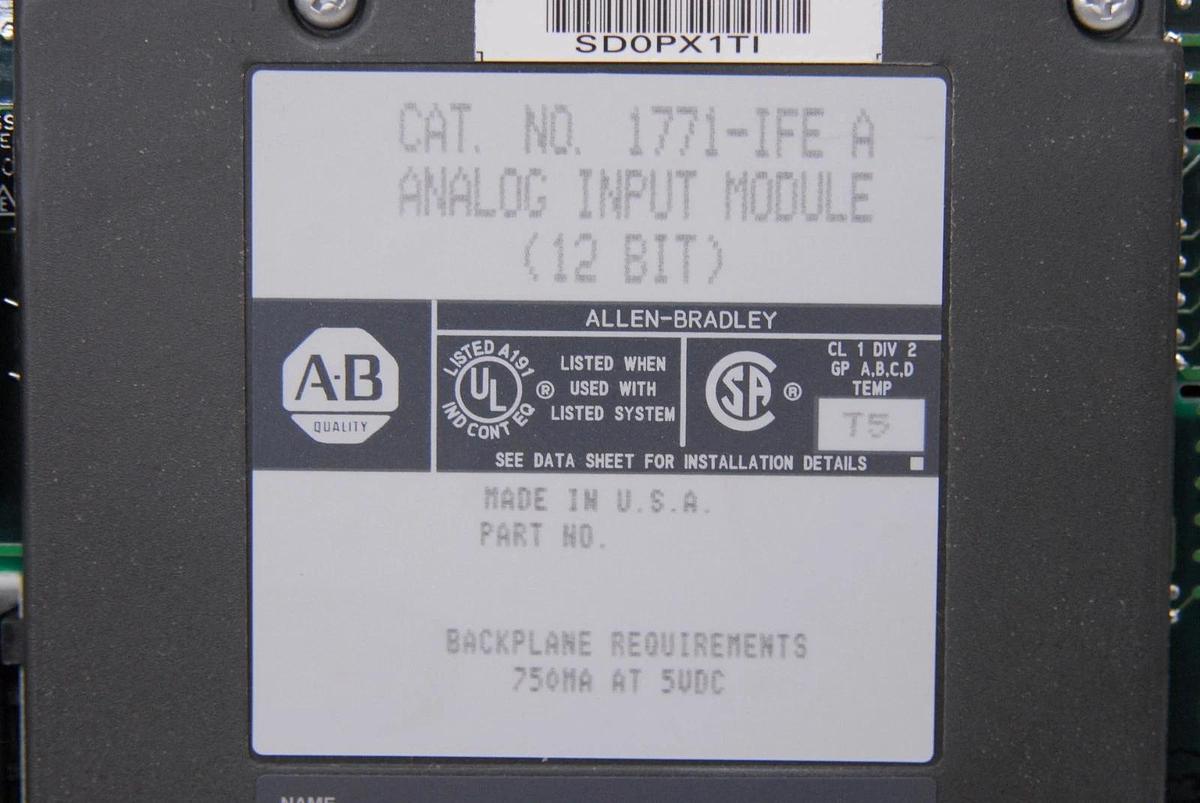 SD0PX1TI
CAT. NO. 1771-IFE A
ANALOG INPUT MODULE
(12 BIT)
ALLEN-BRADLEY
A-B
QUALITY
LISTED A191
UL
IND CONT EQ
®
LISTED WHEN
USED WITH
LISTED SYSTEM
SA
®
CL 1 DIV 2
GP A,B,C,D
TEMP
T5
SEE DATA SHEET FOR INSTALLATION DETAILS
MADE IN U.S.A.
PART NO.
BACKPLANE REQUIREMENTS
750MA AT 5VDC
NAME